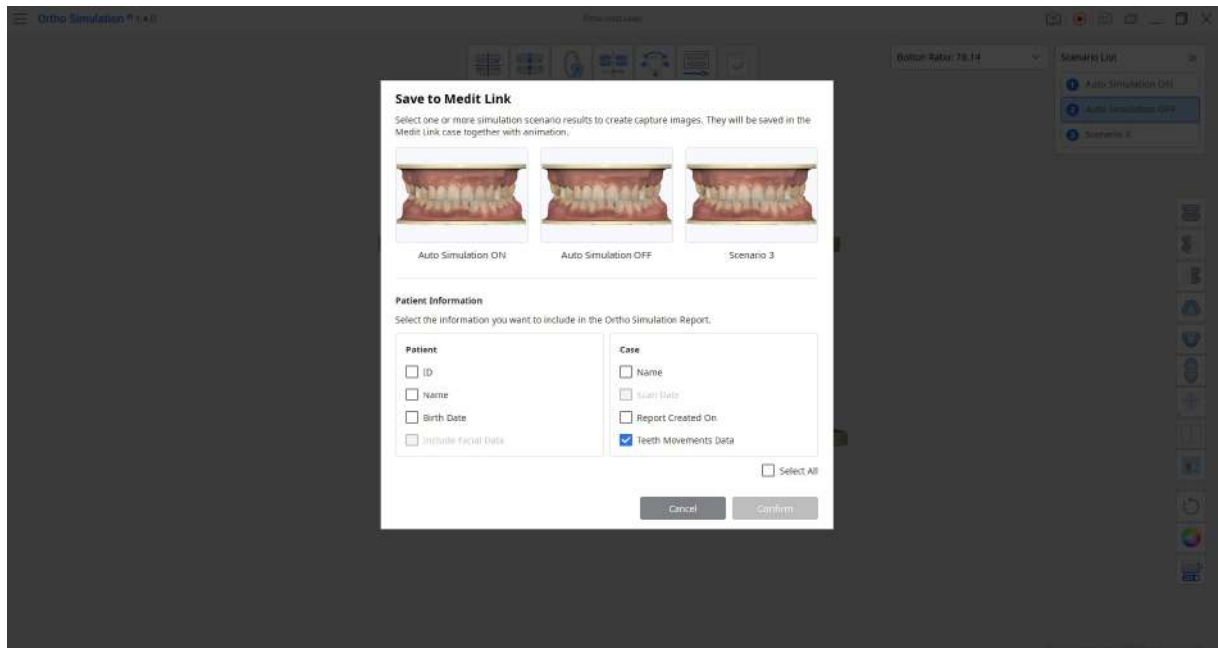 Ortho Simulation
Bolton Ratio: 78.14
Scenario List
1 Auto Simulation ON
2 Auto Simulation OFF
3 Scenario 3
Save to Medit Link
Select one or more simulation scenario results to create capture images. They will be saved in the
Medit Link case together with animation.
Auto Simulation ON
Auto Simulation OFF
Scenario 3
Patient Information
Select the information you want to include in the Ortho Simulation Report.
Patient
ID
Name
Birth Date
Include Facial Data
Case
Name
Scan Date
Report Created On
Teeth Movements Data
Select All
Cancel
Confirm